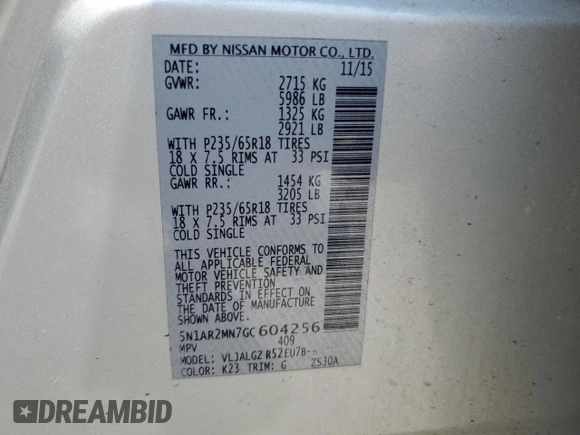 MFD BY NISSAN MOTOR CO., LTD.
DATE: 11/15
GVWR: 2715 KG
5986 LB
GAWR FR.: 1325 KG
2921 LB
WITH P235/65R18 TIRES
18 X 7.5 RIMS AT 33 PSI
COLD SINGLE
GAWR RR.: 1454 KG
3205 LB
WITH P235/65R18 TIRES
18 X 7.5 RIMS AT 33 PSI
COLD SINGLE
THIS VEHICLE CONFORMS TO
ALL APPLICABLE FEDERAL
MOTOR VEHICLE SAFETY AND
THEFT PREVENTION
STANDARDS IN EFFECT ON
THE DATE OF MANUFACTURE
SHOWN ABOVE.
5N1AR2MN7GC604256
MPV 409
MODEL: VLJALGZ R52EU7B--
COLOR: K23 TRIM: G 2S30A
DREAMBID